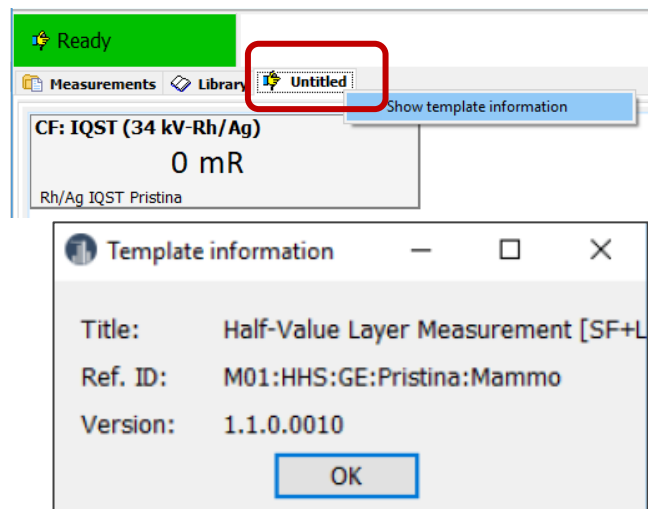 Ready
Measurements Library Untitled
Show template information
CF: IQST (34 kV-Rh/Ag)
0 mR
Rh/Ag IQST Pristina
Template information
Title: Half-Value Layer Measurement [SF+L
Ref. ID: M01:HHS:GE:Pristina:Mammo
Version: 1.1.0.0010
OK